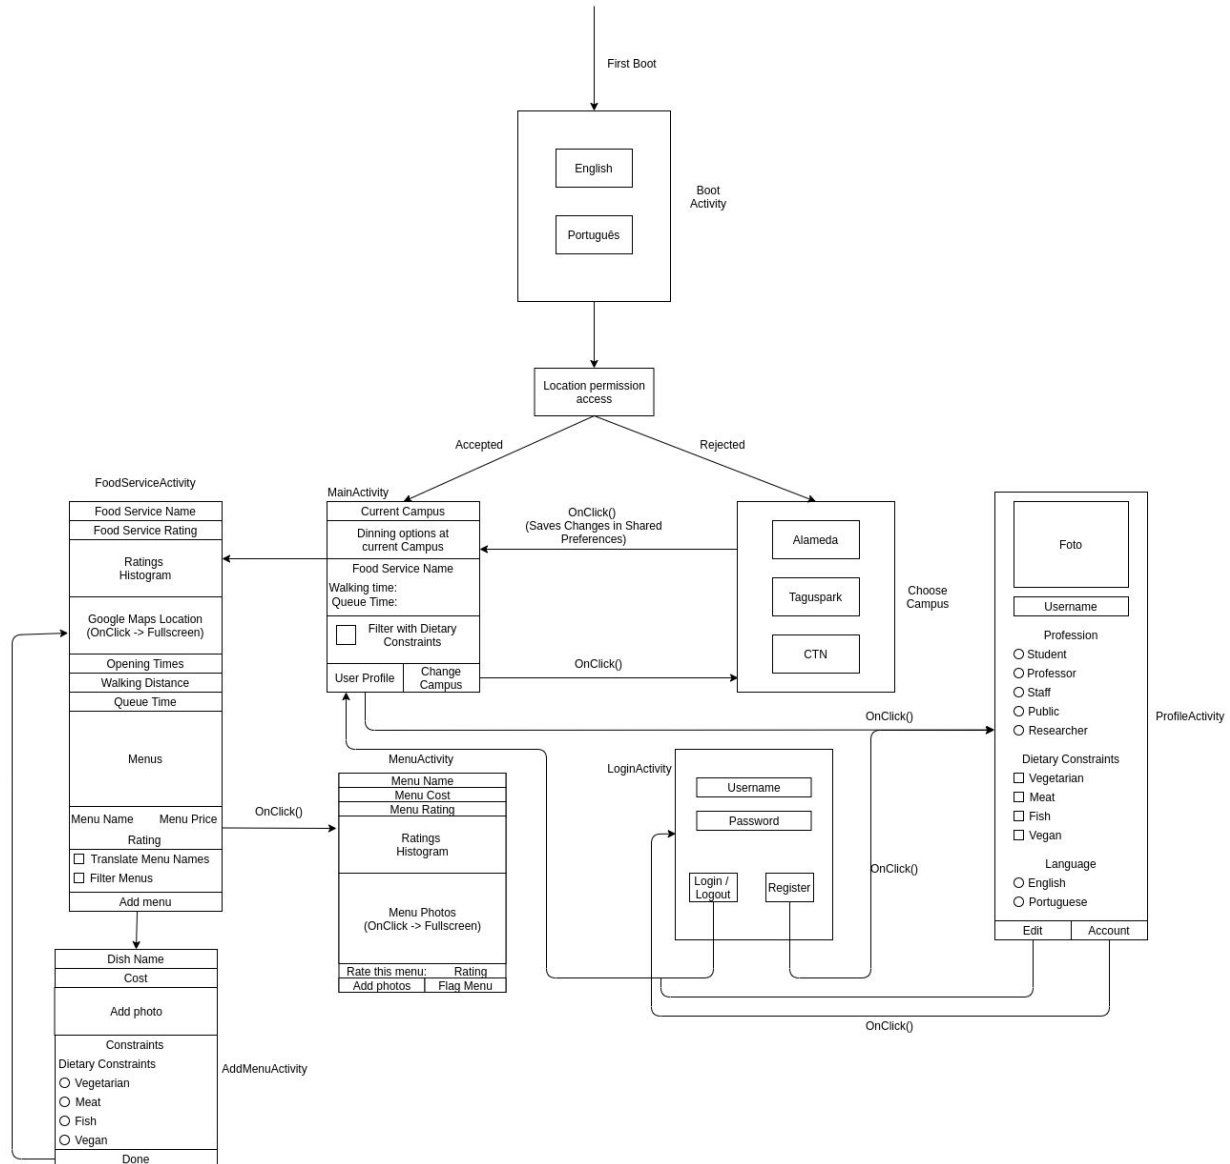 First Boot
English
Português
Boot
Activity
Location permission
access
Accepted
Rejected
FoodServiceActivity
Food Service Name
Food Service Rating
Ratings
Histogram
Google Maps Location
(OnClick -> Fullscreen)
Opening Times
Walking Distance
Queue Time
Menus
Menu Name Menu Price
Rating
Translate Menu Names
Filter Menus
Add menu
MainActivity
Current Campus
Dinning options at
current Campus
Food Service Name
Walking time:
Queue Time:
Filter with Dietary
Constraints
User Profile
Change
Campus
OnClick()
(Saves Changes in Shared
Preferences)
OnClick()
Alameda
Taguspark
CTN
Choose
Campus
Foto
Username
Profession
Student
Professor
Staff
Public
Researcher
Dietary Constraints
Vegetarian
Meat
Fish
Vegan
Language
English
Portuguese
Edit
Account
ProfileActivity
OnClick()
OnClick()
MenuActivity
Menu Name
Menu Cost
Menu Rating
Ratings
Histogram
Menu Photos
(OnClick -> Fullscreen)
Rate this menu: Rating
Add photos
Flag Menu
LoginActivity
Username
Password
Login /
Logout
Register
OnClick()
OnClick()
Dish Name
Cost
Add photo
Constraints
Dietary Constraints
Vegetarian
Meat
Fish
Vegan
Done
AddMenuActivity